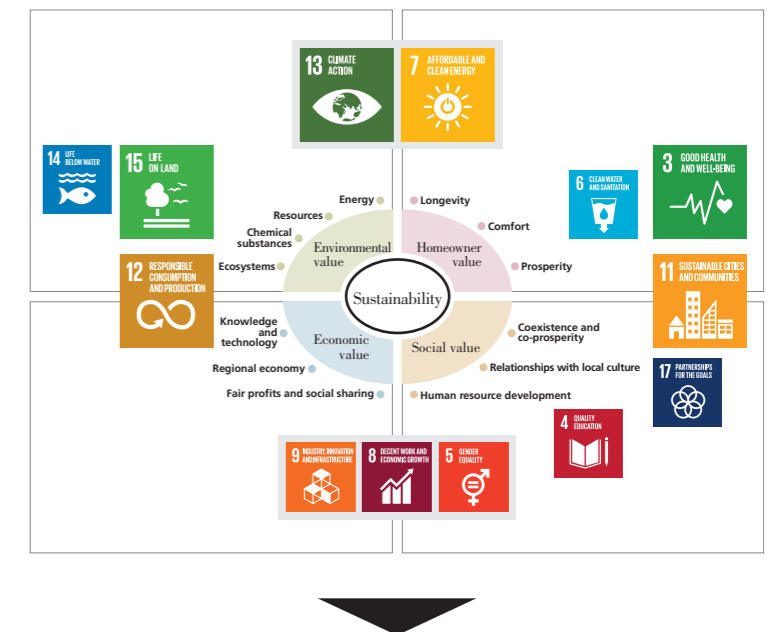 13 CLIMATE
ACTION
7 AFFORDABLE AND
CLEAN ENERGY
14 LIFE
BELOW WATER
15 LIFE
ON LAND
6 CLEAN WATER
AND SANITATION
3 GOOD HEALTH
AND WELL-BEING
Energy
Resources
Chemical
substances
Ecosystems
Environmental
value
Longevity
Comfort
Prosperity
Homeowner
value
12 RESPONSIBLE
CONSUMPTION
AND PRODUCTION
11 SUSTAINABLE CITIES
AND COMMUNITIES
Sustainability
Knowledge
and
technology
Regional economy
Fair profits and social sharing
Economic
value
Social value
Coexistence and
co-prosperity
Relationships with local culture
Human resource development
17 PARTNERSHIPS
FOR THE GOALS
4 QUALITY
EDUCATION
9 INDUSTRY, INNOVATION
AND INFRASTRUCTURE
8 DECENT WORK AND
ECONOMIC GROWTH
5 GENDER
EQUALITY